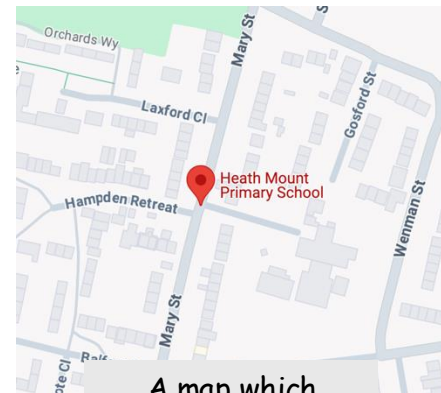 Orchards Wy
Mary St
Laxford Cl
Gosford St
Heath Mount
Primary School
Hampden Retreat
Wenman St
Mary St
A map which